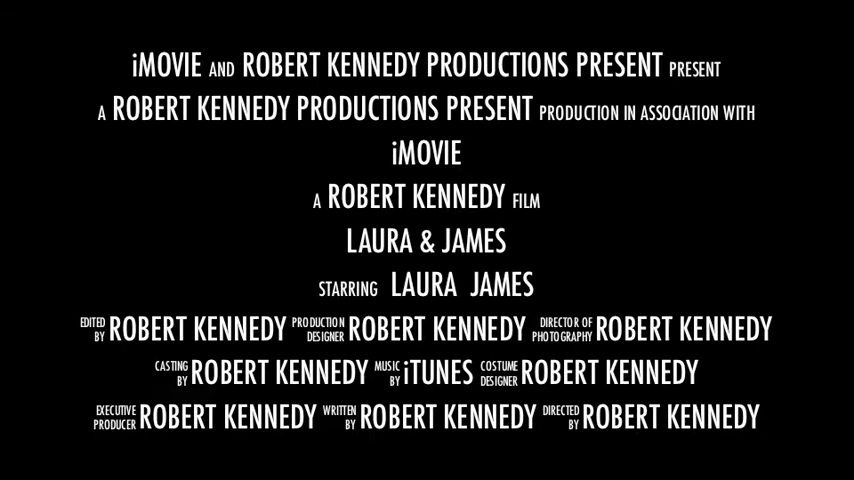 iMOVIE AND ROBERT KENNEDY PRODUCTIONS PRESENT PRESENT
A ROBERT KENNEDY PRODUCTIONS PRESENT PRODUCTION IN ASSOCIATION WITH
iMOVIE
A ROBERT KENNEDY FILM
LAURA & JAMES
STARRING LAURA JAMES
EDITED BY ROBERT KENNEDY PRODUCTION DESIGNER ROBERT KENNEDY DIRECTOR OF PHOTOGRAPHY ROBERT KENNEDY
CASTING BY ROBERT KENNEDY MUSIC BY iTUNES COSTUME DESIGNER ROBERT KENNEDY
EXECUTIVE PRODUCER ROBERT KENNEDY WRITTEN BY ROBERT KENNEDY DIRECTED BY ROBERT KENNEDY